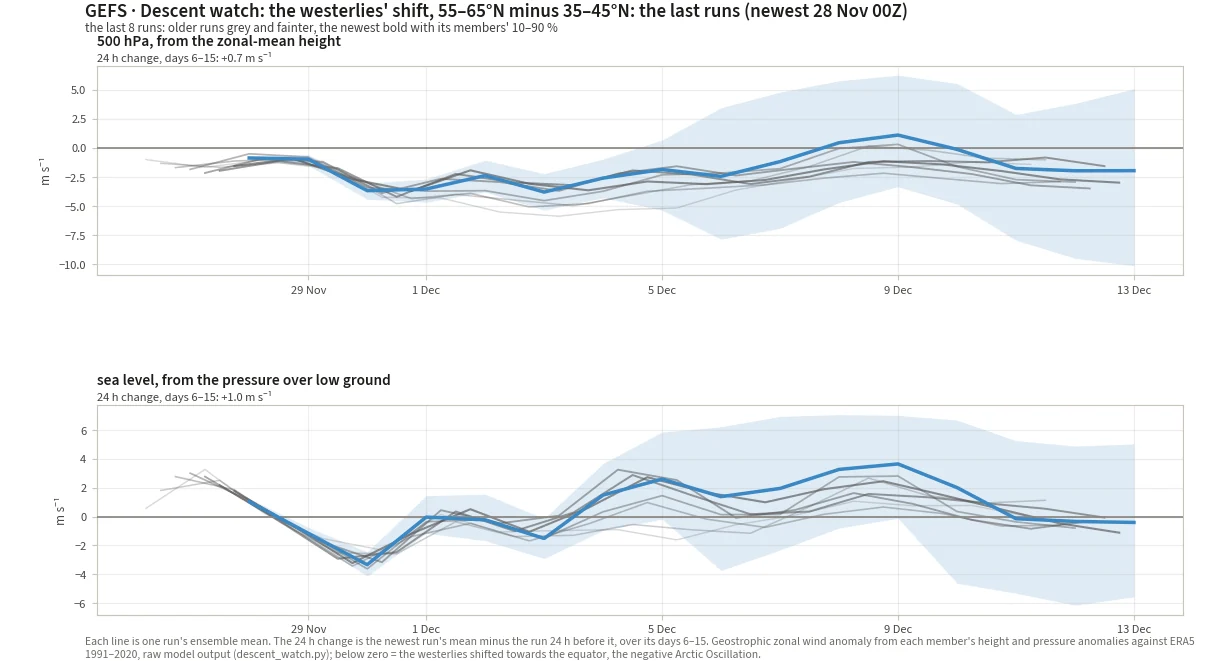 GEFS · Descent watch: the westerlies' shift, 55–65°N minus 35–45°N: the last runs (newest 28 Nov 00Z)
the last 8 runs: older runs grey and fainter, the newest bold with its members' 10–90 %
500 hPa, from the zonal-mean height
24 h change, days 6–15: +0.7 m s⁻¹
5.0
2.5
0.0
−2.5
−5.0
−7.5
−10.0
m s⁻¹
29 Nov 1 Dec 5 Dec 9 Dec 13 Dec
sea level, from the pressure over low ground
24 h change, days 6–15: +1.0 m s⁻¹
6
4
2
0
−2
−4
−6
m s⁻¹
29 Nov 1 Dec 5 Dec 9 Dec 13 Dec
Each line is one run's ensemble mean. The 24 h change is the newest run's mean minus the run 24 h before it, over its days 6–15. Geostrophic zonal wind anomaly from each member's height and pressure anomalies against ERA5
1991–2020, raw model output (descent_watch.py); below zero = the westerlies shifted towards the equator, the negative Arctic Oscillation.